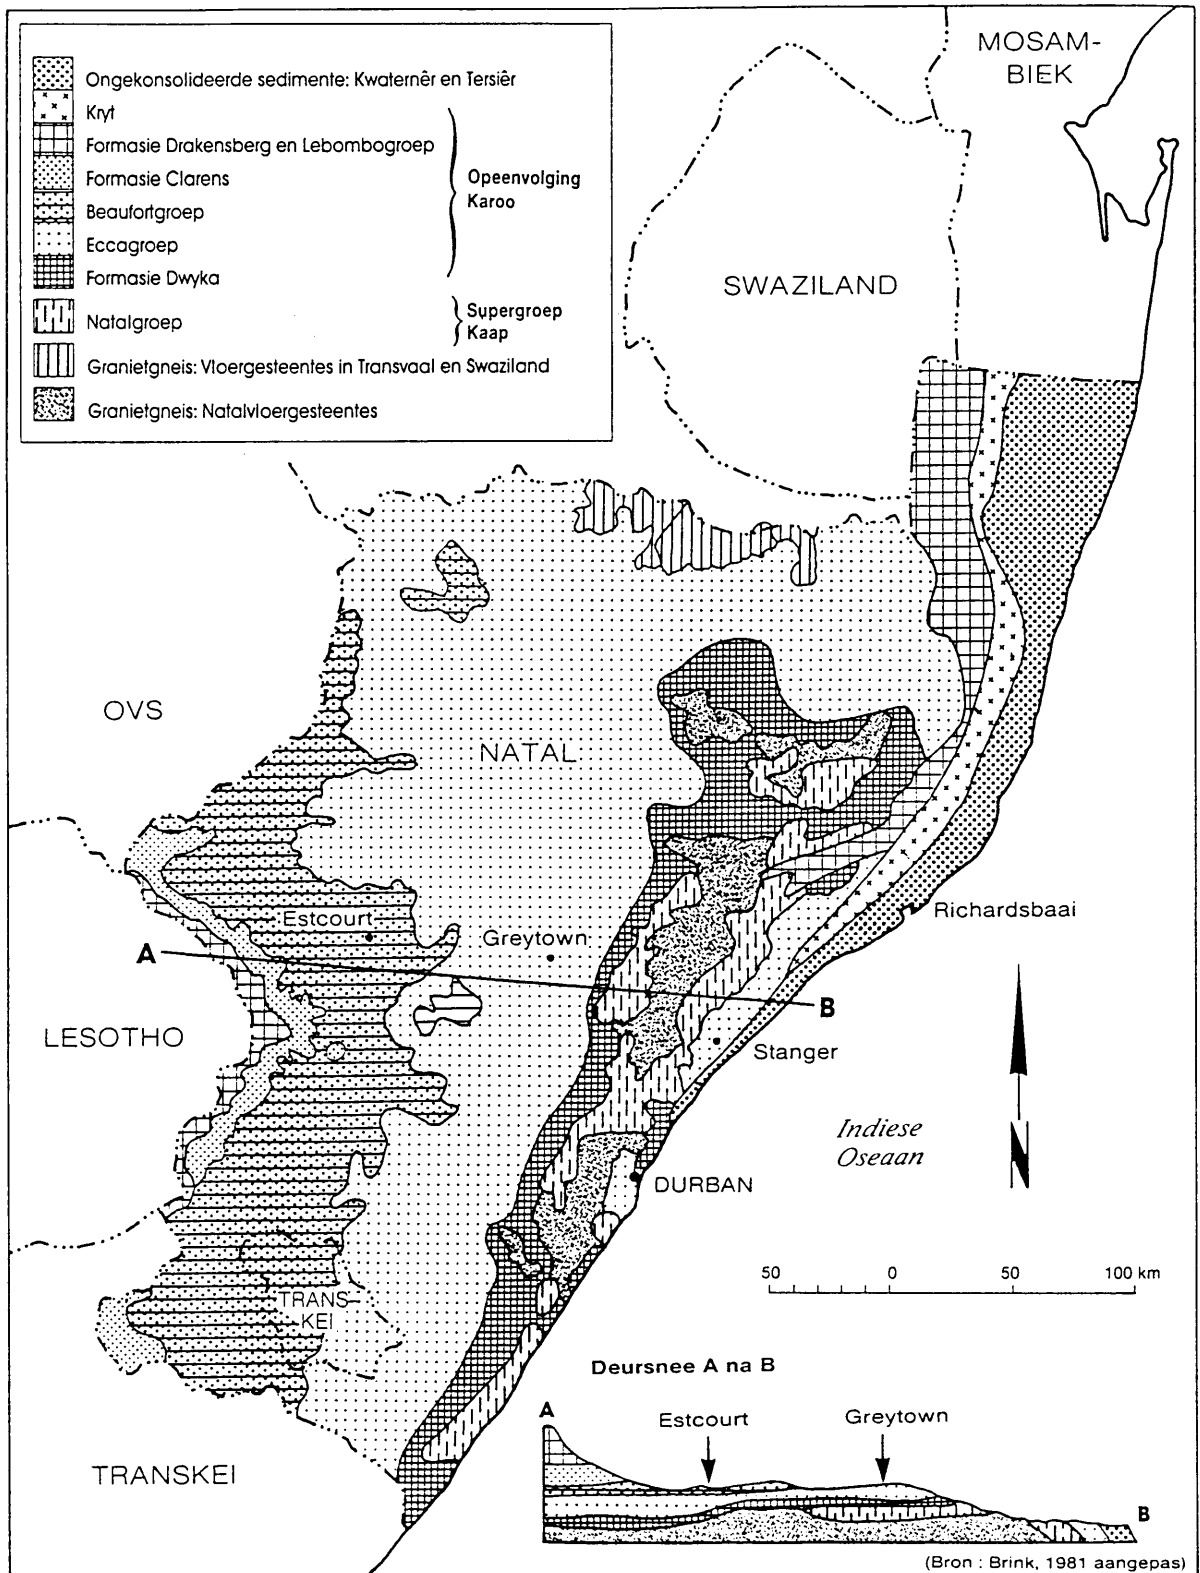 MOSAM-
BIEK
Ongekonsolideerde sedimente: Kwaternêr en Tersiêr
Kryt
Formasie Drakensberg en Lebombogroep
Formasie Clarens
Beaufortgroep
Eccagroep
Formasie Dwyka
Opeenvolging
Karoo
Natalgroep
Supergroep
Kaap
Granietgneis: Vloergesteentes in Transvaal en Swaziland
Granietgneis: Natalvloergesteentes
SWAZILAND
OVS
NATAL
Estcourt
Greytown
Richardsbaai
A
B
LESOTHO
Stanger
Indiese
Oseaan
N
DURBAN
50 0 50 100 km
TRANS-
KEI
Deursnee A na B
A
Estcourt
Greytown
TRANSKEI
B
(Bron : Brink, 1981 aangepas)